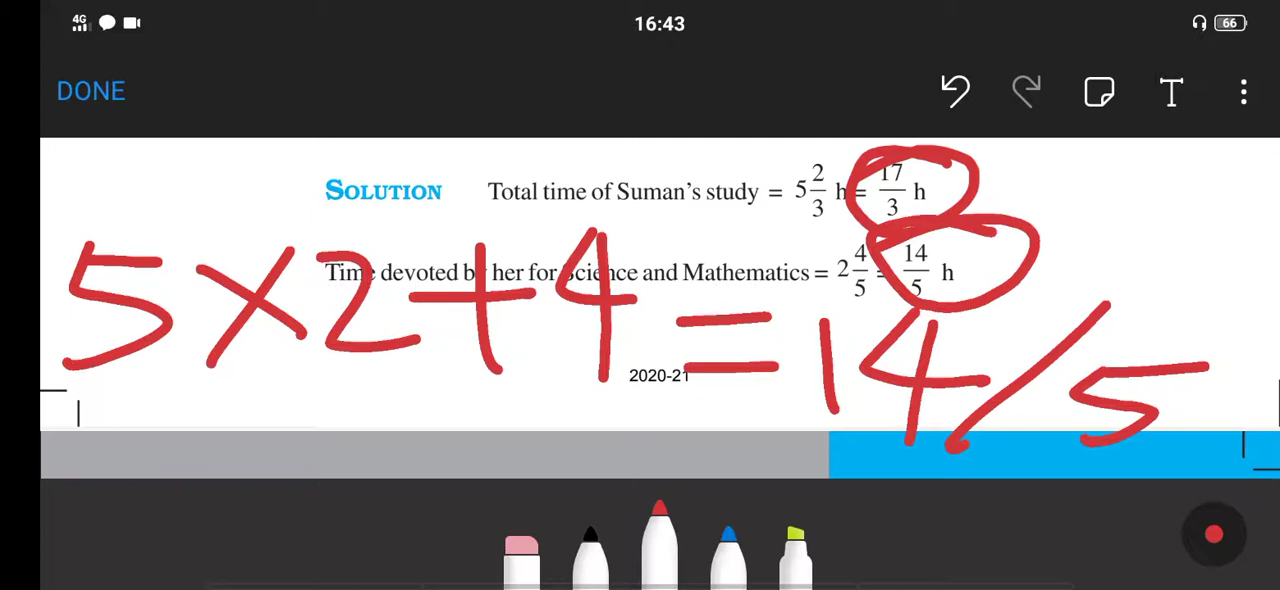 4G 16:43 66
DONE T
SOLUTION Total time of Suman's study = 5 2/3 h = 17/3 h
Time devoted by her for Science and Mathematics = 2 4/5 = 14/5 h
5 × 2 + 4 = 14/5
2020-21